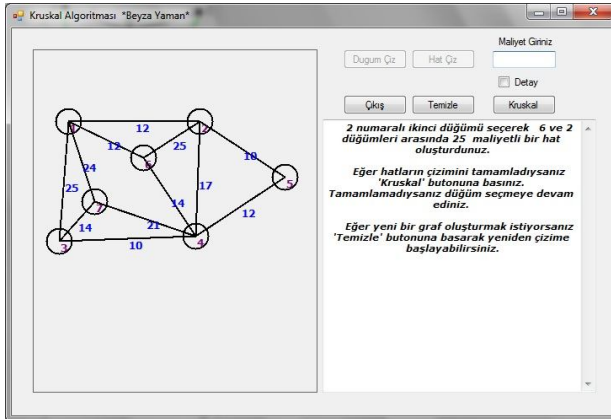 Kruskal Algoritması *Beyza Yaman*
Maliyet Giriniz
Dugum Çiz
Hat Çiz
Detay
Çıkış
Temizle
Kruskal
2 numaralı ikinci düğümü seçerek 6 ve 2
düğümleri arasında 25 maliyetli bir hat
oluşturdunuz.
Eğer hatların çizimini tamamladıysanız
'Kruskal' butonuna basınız.
Tamamlamadıysanız düğüm seçmeye devam
ediniz.
Eğer yeni bir graf oluşturmak istiyorsanız
'Temizle' butonuna basarak yeniden çizime
başlayabilirsiniz.
1
12
2
12
25
10
6
24
5
25
17
14
7
12
14
21
3
10
4